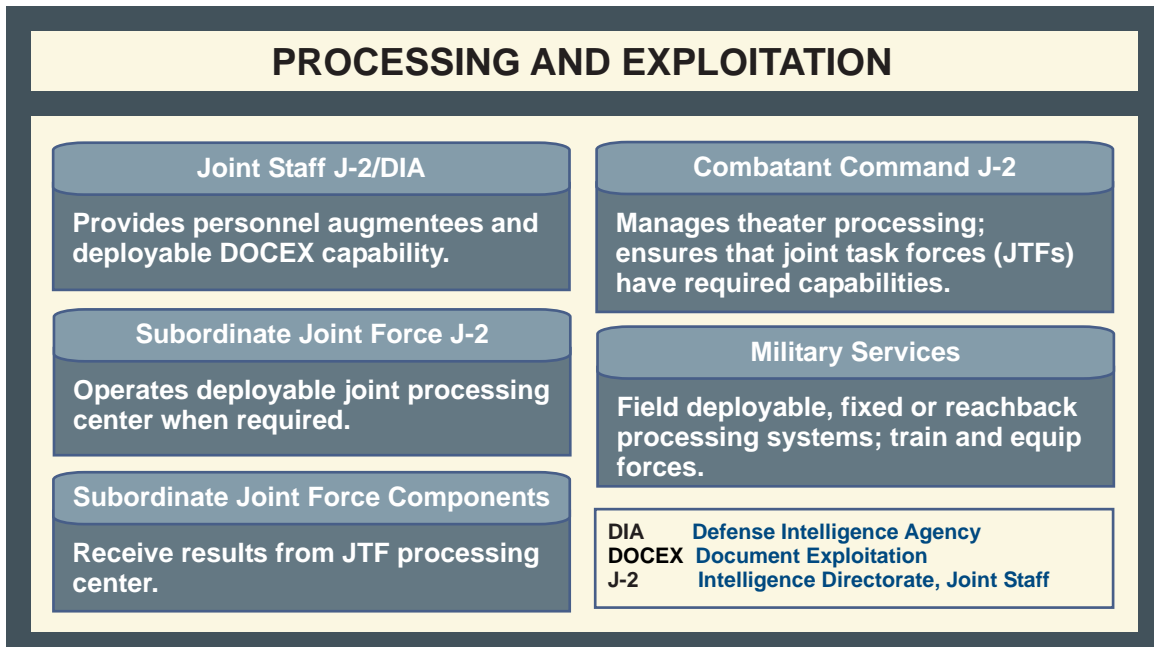 PROCESSING AND EXPLOITATION
Joint Staff J-2/DIA
Provides personnel augmentees and
deployable DOCEX capability.
Subordinate Joint Force J-2
Operates deployable joint processing
center when required.
Subordinate Joint Force Components
Receive results from JTF processing
center.
Combatant Command J-2
Manages theater processing;
ensures that joint task forces (JTFs)
have required capabilities.
Military Services
Field deployable, fixed or reachback
processing systems; train and equip
forces.
DIA Defense Intelligence Agency
DOCEX Document Exploitation
J-2 Intelligence Directorate, Joint Staff